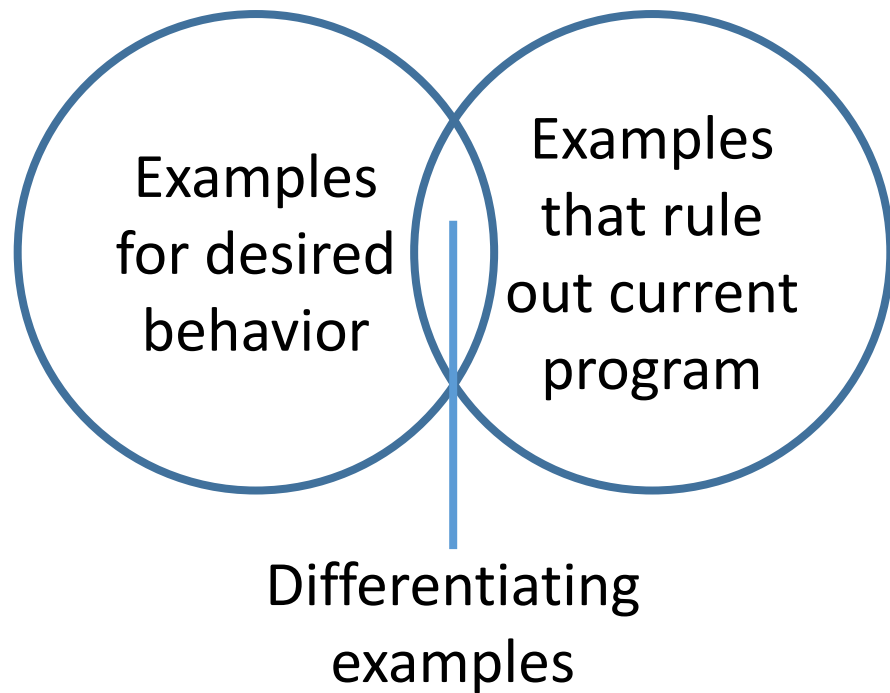 Examples
for desired
behavior
Examples
that rule
out current
program
Differentiating
examples